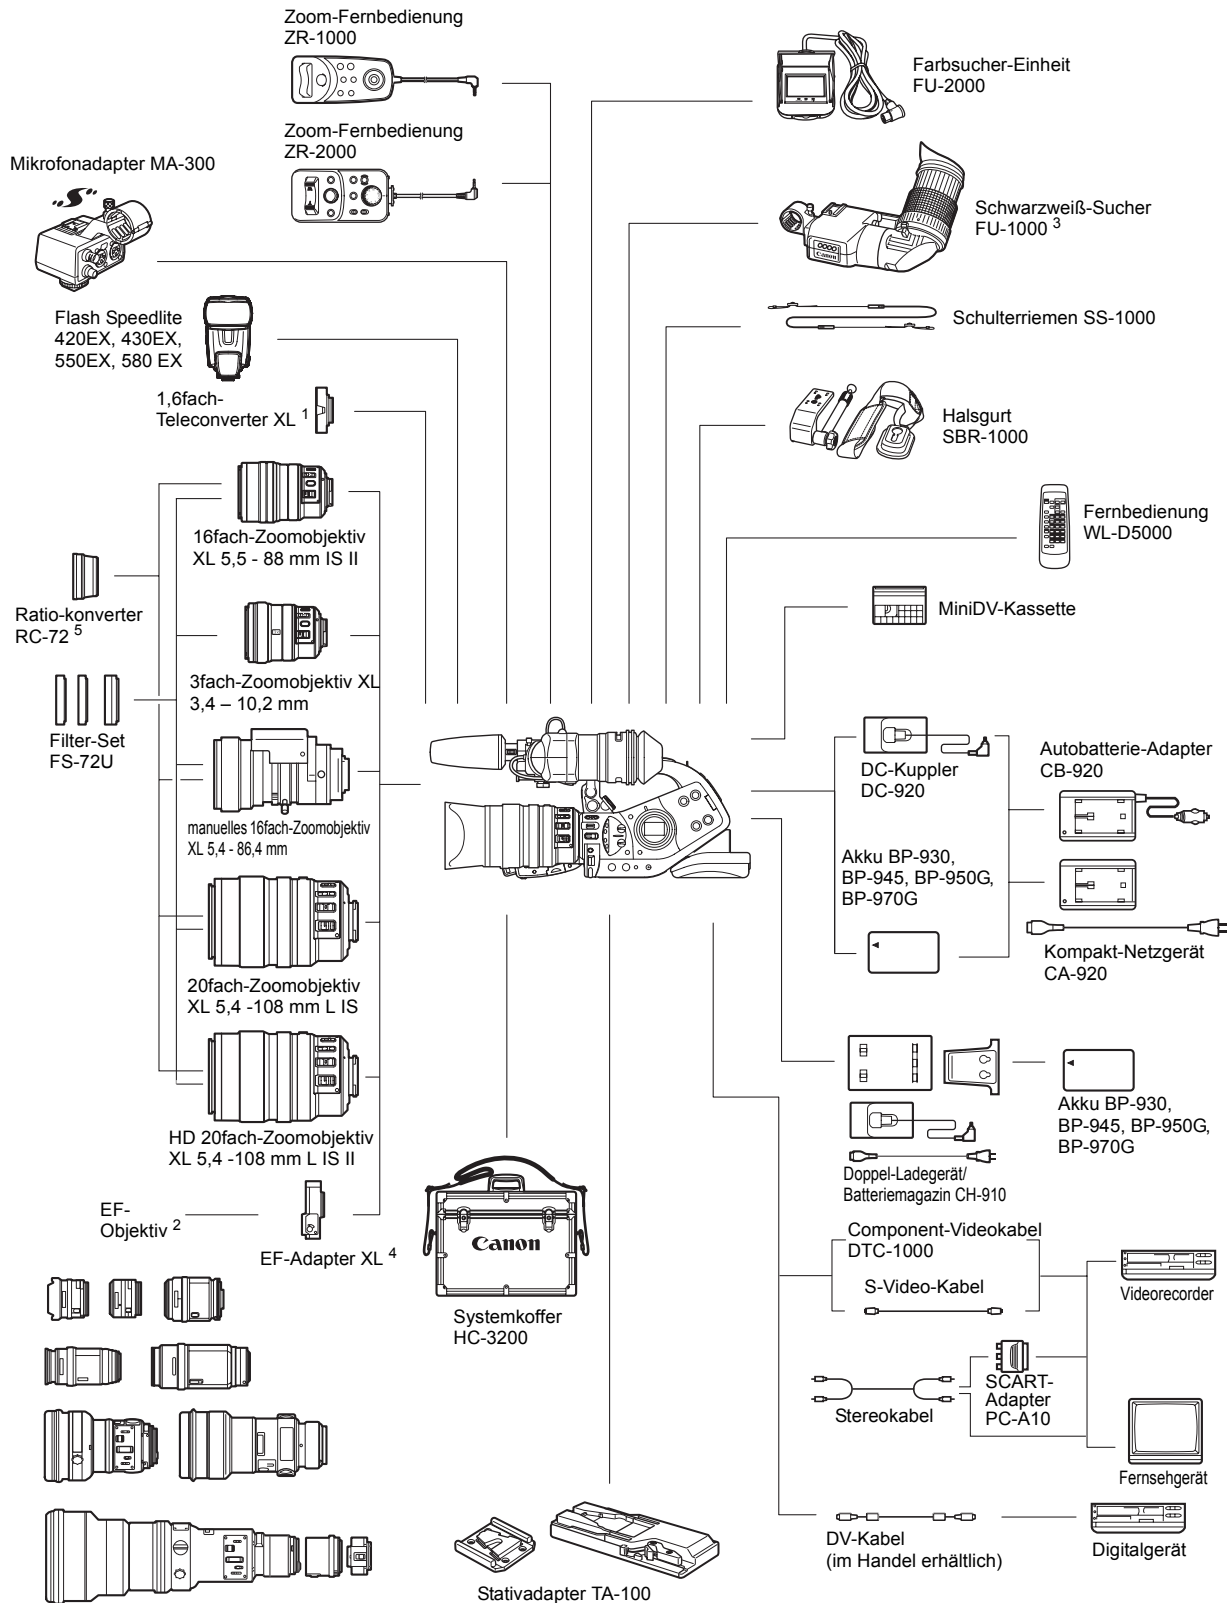 Zoom-Fernbedienung
ZR-1000
Zoom-Fernbedienung
ZR-2000
Mikrofonadapter MA-300
Flash Speedlite
420EX, 430EX,
550EX, 580 EX
1,6fach-
Teleconverter XL 1
16fach-Zoomobjektiv
XL 5,5 - 88 mm IS II
Ratio-konverter
RC-72 5
3fach-Zoomobjektiv XL
3,4 – 10,2 mm
Filter-Set
FS-72U
manuelles 16fach-Zoomobjektiv
XL 5,4 - 86,4 mm
20fach-Zoomobjektiv
XL 5,4 -108 mm L IS
HD 20fach-Zoomobjektiv
XL 5,4 -108 mm L IS II
EF-
Objektiv 2
EF-Adapter XL 4
Canon
Systemkoffer
HC-3200
Stativadapter TA-100
Farbsucher-Einheit
FU-2000
Canon
Schwarzweiß-Sucher
FU-1000 3
Schulterriemen SS-1000
Halsgurt
SBR-1000
Fernbedienung
WL-D5000
MiniDV-Kassette
DC-Kuppler
DC-920
Autobatterie-Adapter
CB-920
Akku BP-930,
BP-945, BP-950G,
BP-970G
Kompakt-Netzgerät
CA-920
Akku BP-930,
BP-945, BP-950G,
BP-970G
Doppel-Ladegerät/
Batteriemagazin CH-910
Component-Videokabel
DTC-1000
S-Video-Kabel
Videorecorder
SCART-
Adapter
PC-A10
Stereokabel
Fernsehgerät
DV-Kabel
(im Handel erhältlich)
Digitalgerät